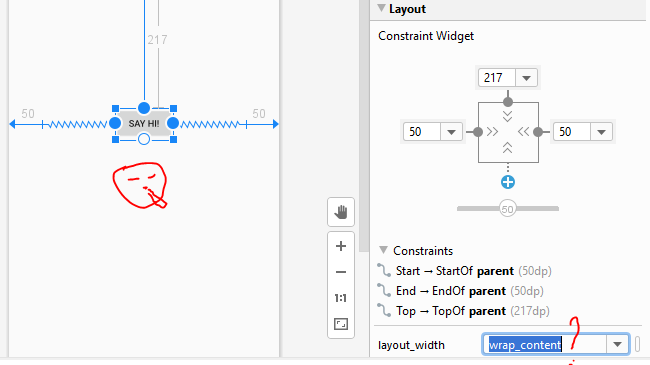 Layout
Constraint Widget
217
217
50
50
SAY HI!
50
50
50
1:1
Constraints
Start → StartOf parent (50dp)
End → EndOf parent (50dp)
Top → TopOf parent (217dp)
layout_width wrap_content ?